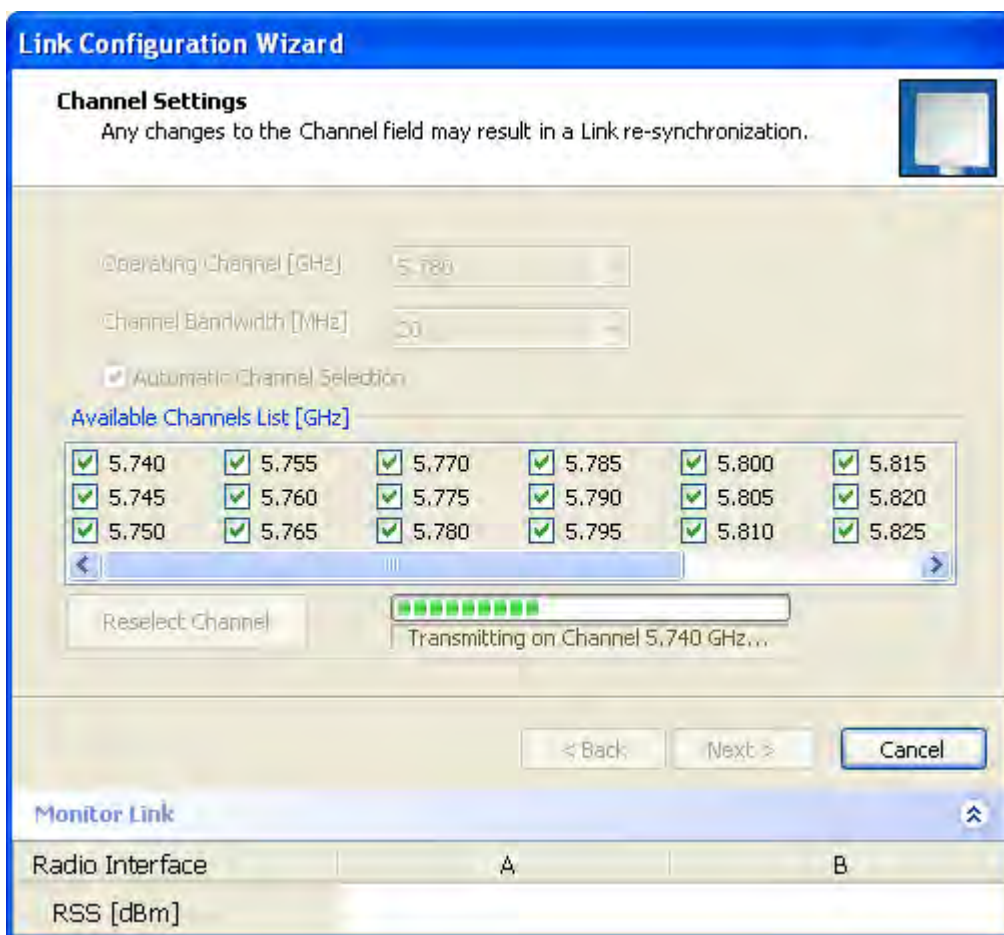 Link Configuration Wizard
Channel Settings
Any changes to the Channel field may result in a Link re-synchronization.
Operating Channel [GHz] 5.780
Channel Bandwidth [MHz] 20
Automatic Channel Selection
Available Channels List [GHz]
5.740 5.755 5.770 5.785 5.800 5.815
5.745 5.760 5.775 5.790 5.805 5.820
5.750 5.765 5.780 5.795 5.810 5.825
Reselect Channel
Transmitting on Channel 5.740 GHz...
< Back Next > Cancel
Monitor Link
Radio Interface A B
RSS [dBm]